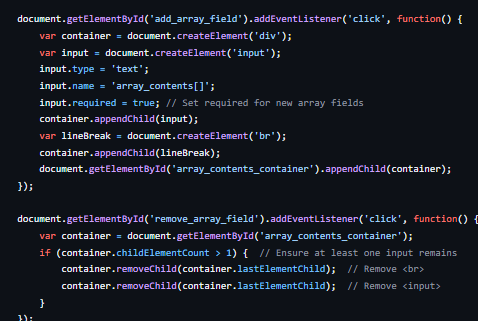 document.getElementById('add_array_field').addEventListener('click', function() {
    var container = document.createElement('div');
    var input = document.createElement('input');
    input.type = 'text';
    input.name = 'array_contents[]';
    input.required = true; // Set required for new array fields
    container.appendChild(input);
    var lineBreak = document.createElement('br');
    container.appendChild(lineBreak);
    document.getElementById('array_contents_container').appendChild(container);
});

document.getElementById('remove_array_field').addEventListener('click', function() {
    var container = document.getElementById('array_contents_container');
    if (container.childElementCount > 1) {  // Ensure at least one input remains
        container.removeChild(container.lastElementChild);  // Remove <br>
        container.removeChild(container.lastElementChild);  // Remove <input>
    }
});